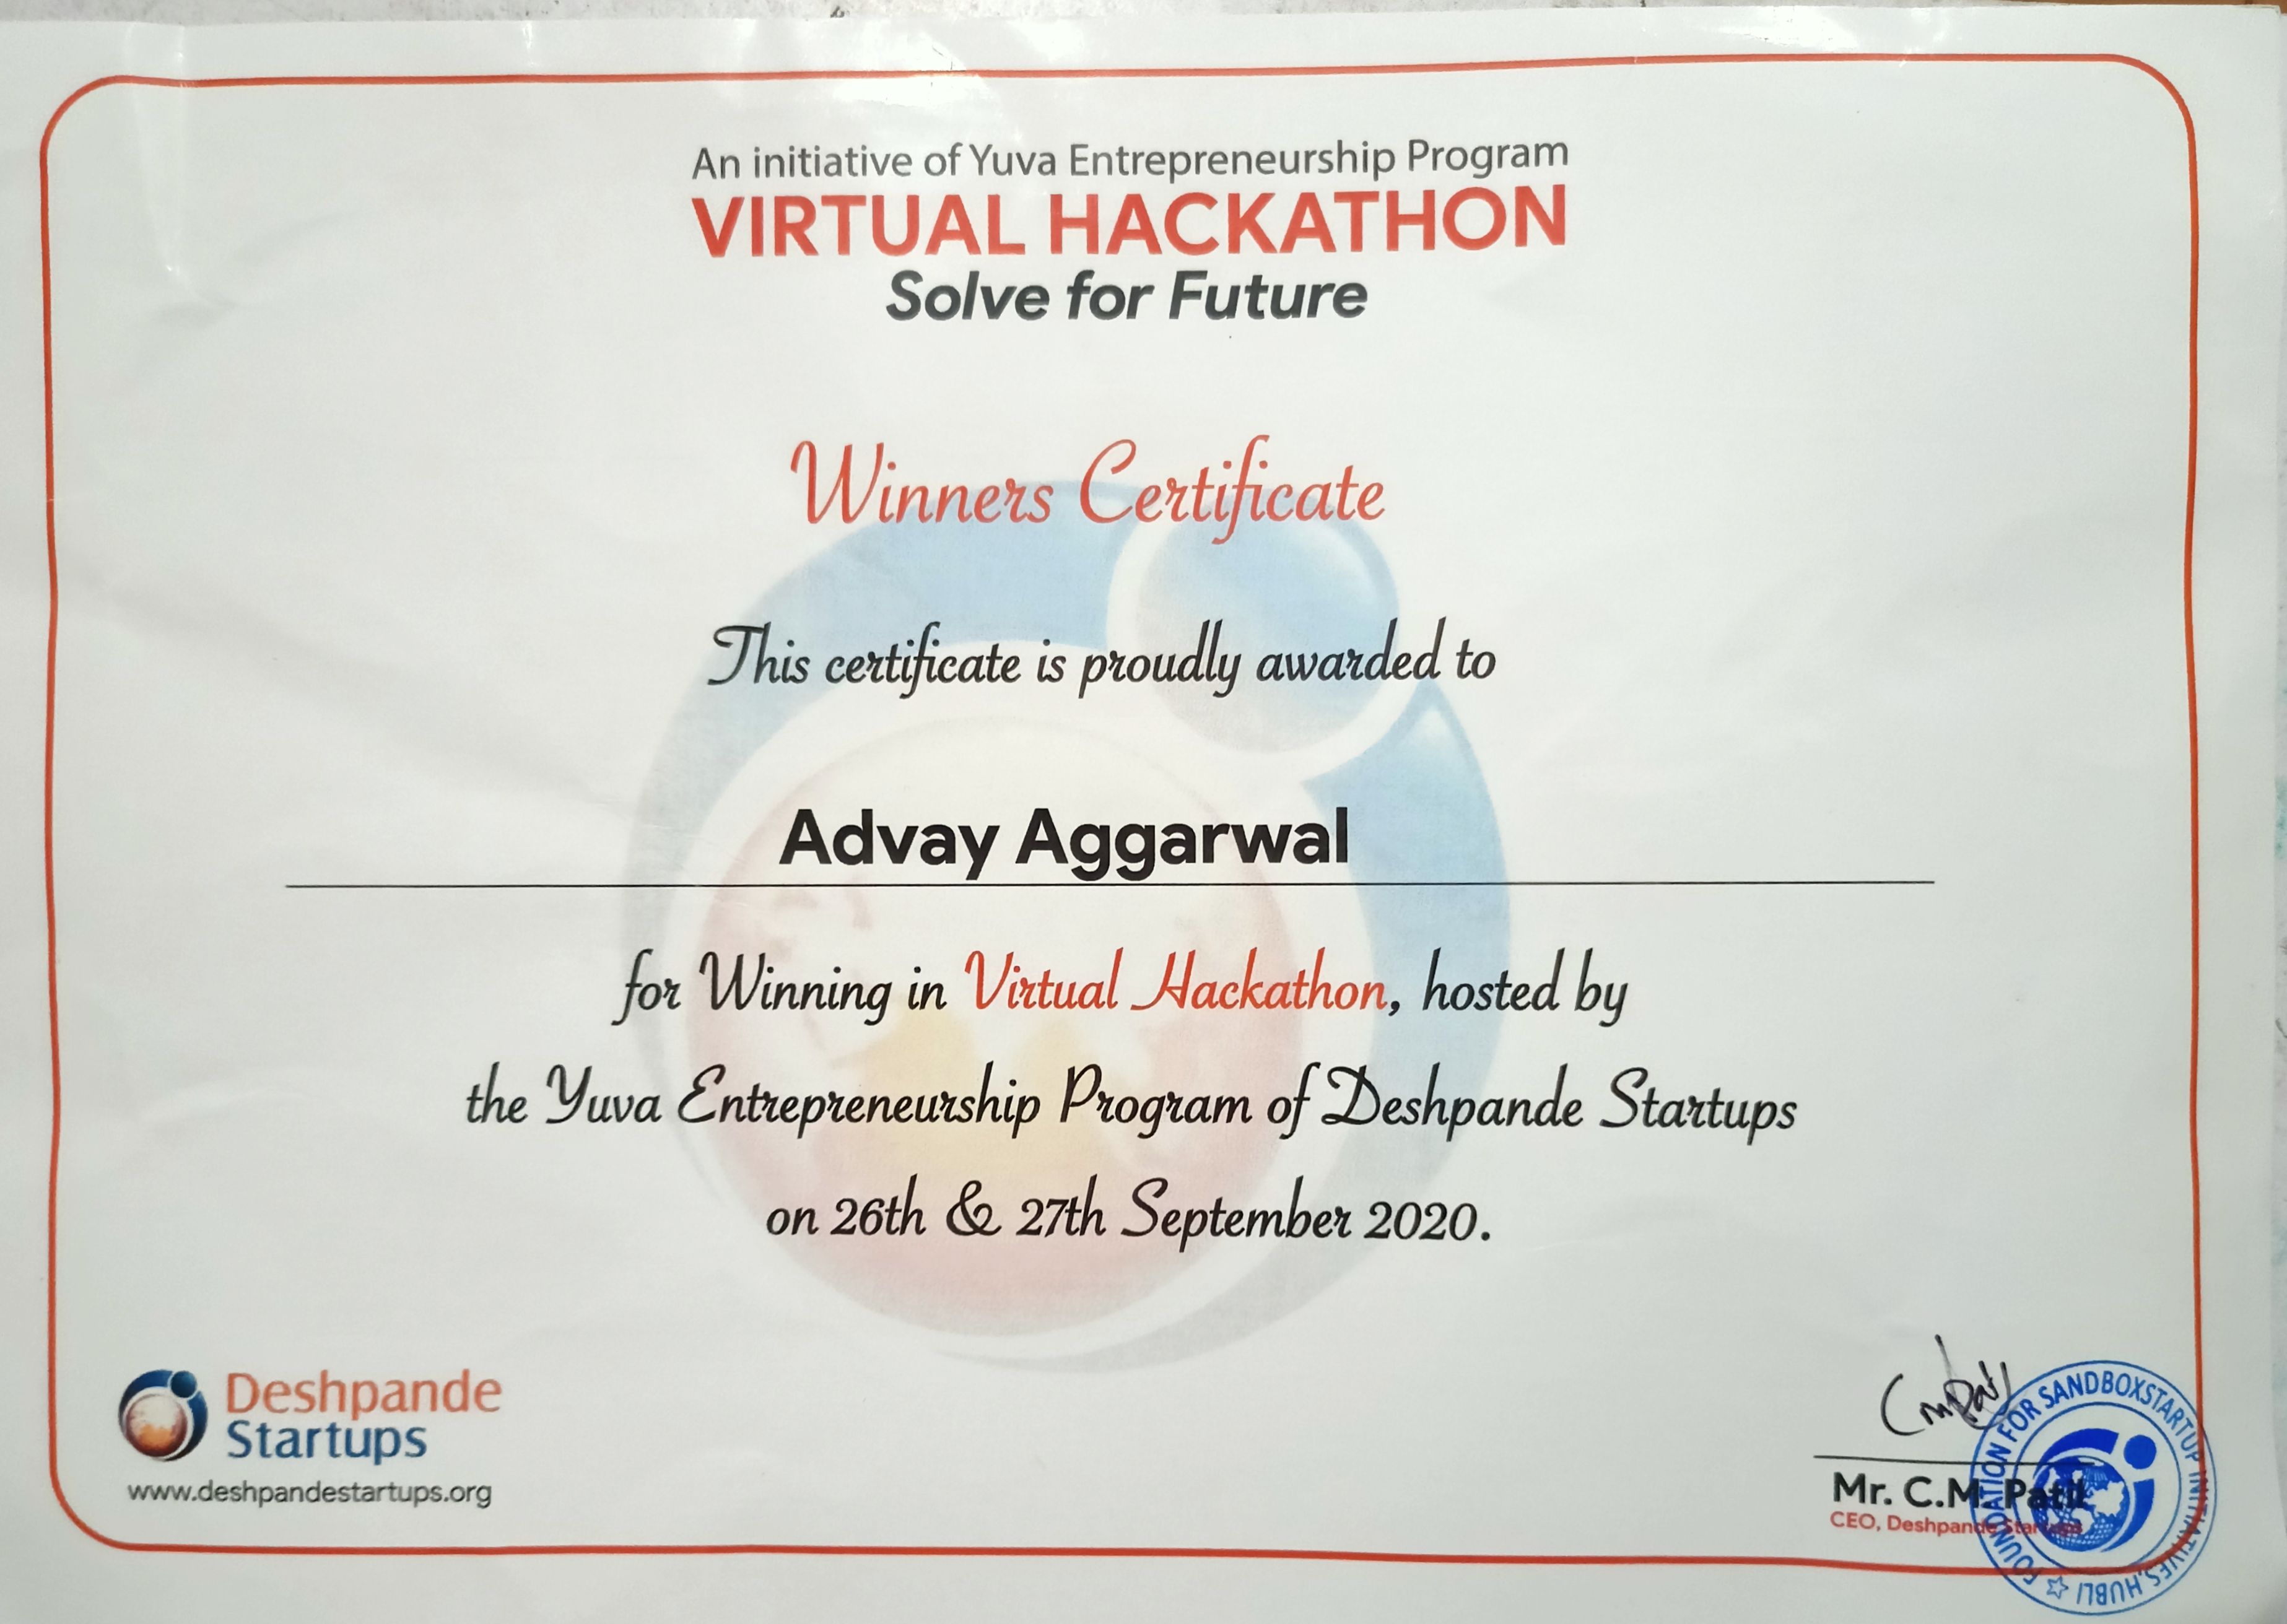 An initiative of Yuva Entrepreneurship Program
VIRTUAL HACKATHON
Solve for Future
Winners Certificate
This certificate is proudly awarded to
Advay Aggarwal
for Winning in Virtual Hackathon, hosted by
the Yuva Entrepreneurship Program of Deshpande Startups
on 26th & 27th September 2020.
Deshpande
Startups
www.deshpandestartups.org
CmPatil
Mr. C.M. Patil
CEO, Deshpande Startups
FOUNDATION FOR SANDBOXSTARTUP INITIATIVES, HUBLI